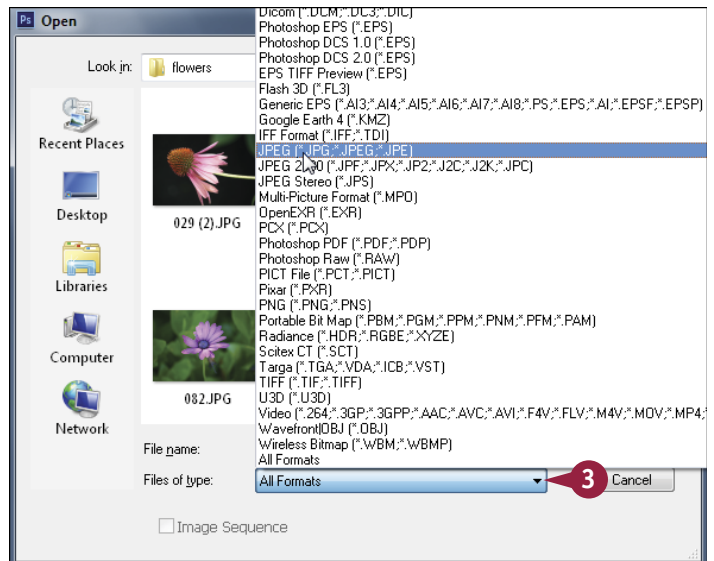 Ps Open
Look in:
flowers
Recent Places
Desktop
Libraries
Computer
Network
029 (2).JPG
082.JPG
Dicom (*.DCM;*.DC3;*.DIC)
Photoshop EPS (*.EPS)
Photoshop DCS 1.0 (*.EPS)
Photoshop DCS 2.0 (*.EPS)
EPS TIFF Preview (*.EPS)
Flash 3D (*.FL3)
Generic EPS (*.AI3;*.AI4;*.AI5;*.AI6;*.AI7;*.AI8;*.PS;*.EPS;*.AI;*.EPSF;*.EPSP)
Google Earth 4 (*.KMZ)
IFF Format (*.IFF;*.TDI)
JPEG (*.JPG;*.JPEG;*.JPE)
JPEG 2000 (*.JPF;*.JPX;*.JP2;*.J2C;*.J2K;*.JPC)
JPEG Stereo (*.JPS)
Multi-Picture Format (*.MPO)
OpenEXR (*.EXR)
PCX (*.PCX)
Photoshop PDF (*.PDF;*.PDP)
Photoshop Raw (*.RAW)
PICT File (*.PCT;*.PICT)
Pixar (*.PXR)
PNG (*.PNG;*.PNS)
Portable Bit Map (*.PBM;*.PGM;*.PPM;*.PNM;*.PFM;*.PAM)
Radiance (*.HDR;*.RGBE;*.XYZE)
Scitex CT (*.SCT)
Targa (*.TGA;*.VDA;*.ICB;*.VST)
TIFF (*.TIF;*.TIFF)
U3D (*.U3D)
Video (*.264;*.3GP;*.3GPP;*.AAC;*.AVC;*.AVI;*.F4V;*.FLV;*.M4V;*.MOV;*.MP4;*
Wavefront|OBJ (*.OBJ)
Wireless Bitmap (*.WBM;*.WBMP)
All Formats
File name:
Files of type:
All Formats
3
Cancel
Image Sequence